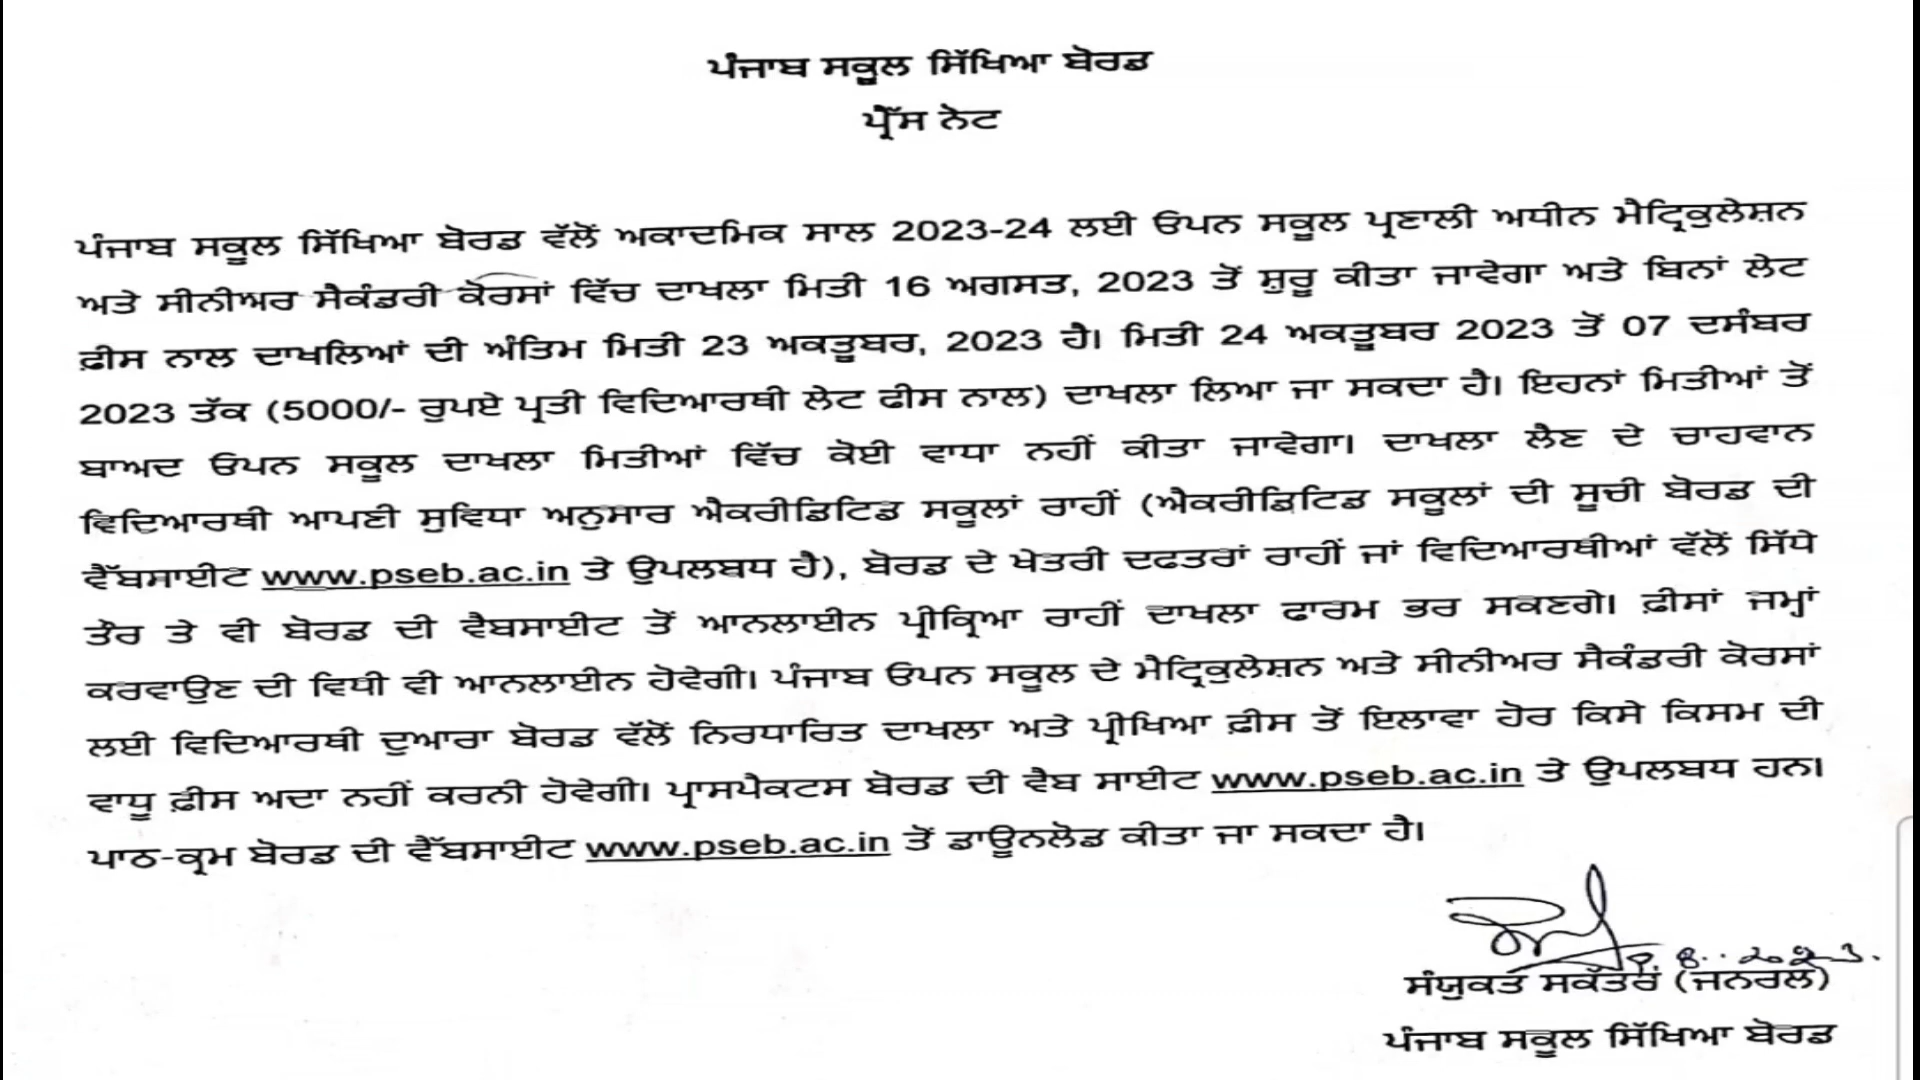 ਪੰਜਾਬ ਸਕੂਲ ਸਿੱਖਿਆ ਬੋਰਡ
ਪ੍ਰੈੱਸ ਨੋਟ
ਪੰਜਾਬ ਸਕੂਲ ਸਿੱਖਿਆ ਬੋਰਡ ਵੱਲੋਂ ਅਕਾਦਮਿਕ ਸਾਲ 2023-24 ਲਈ ਓਪਨ ਸਕੂਲ ਪ੍ਰਣਾਲੀ ਅਧੀਨ ਮੈਟ੍ਰਿਕੁਲੇਸ਼ਨ
ਅਤੇ ਸੀਨੀਅਰ ਸੈਕੰਡਰੀ ਕੋਰਸਾਂ ਵਿੱਚ ਦਾਖਲਾ ਮਿਤੀ 16 ਅਗਸਤ, 2023 ਤੋਂ ਸ਼ੁਰੂ ਕੀਤਾ ਜਾਵੇਗਾ ਅਤੇ ਬਿਨਾਂ ਲੇਟ
ਫ਼ੀਸ ਨਾਲ ਦਾਖਲਿਆਂ ਦੀ ਅੰਤਿਮ ਮਿਤੀ 23 ਅਕਤੂਬਰ, 2023 ਹੈ। ਮਿਤੀ 24 ਅਕਤੂਬਰ 2023 ਤੋਂ 07 ਦਸੰਬਰ
2023 ਤੱਕ (5000/- ਰੁਪਏ ਪ੍ਰਤੀ ਵਿਦਿਆਰਥੀ ਲੇਟ ਫੀਸ ਨਾਲ) ਦਾਖਲਾ ਲਿਆ ਜਾ ਸਕਦਾ ਹੈ। ਇਹਨਾਂ ਮਿਤੀਆਂ ਤੋਂ
ਬਾਅਦ ਓਪਨ ਸਕੂਲ ਦਾਖਲਾ ਮਿਤੀਆਂ ਵਿੱਚ ਕੋਈ ਵਾਧਾ ਨਹੀਂ ਕੀਤਾ ਜਾਵੇਗਾ। ਦਾਖਲਾ ਲੈਣ ਦੇ ਚਾਹਵਾਨ
ਵਿਦਿਆਰਥੀ ਆਪਣੀ ਸੁਵਿਧਾ ਅਨੁਸਾਰ ਐਕਰੀਡਿਟਿਡ ਸਕੂਲਾਂ ਰਾਹੀਂ (ਐਕਰੀਡਿਟਿਡ ਸਕੂਲਾਂ ਦੀ ਸੂਚੀ ਬੋਰਡ ਦੀ
ਵੈੱਬਸਾਈਟ www.pseb.ac.in ਤੇ ਉਪਲਬਧ ਹੈ), ਬੋਰਡ ਦੇ ਖੇਤਰੀ ਦਫਤਰਾਂ ਰਾਹੀਂ ਜਾਂ ਵਿਦਿਆਰਥੀਆਂ ਵੱਲੋਂ ਸਿੱਧੇ
ਤੌਰ ਤੇ ਵੀ ਬੋਰਡ ਦੀ ਵੈਬਸਾਈਟ ਤੋਂ ਆਨਲਾਈਨ ਪ੍ਰੀਕ੍ਰਿਆ ਰਾਹੀਂ ਦਾਖਲਾ ਫਾਰਮ ਭਰ ਸਕਣਗੇ। ਫ਼ੀਸਾਂ ਜਮ੍ਹਾਂ
ਕਰਵਾਉਣ ਦੀ ਵਿਧੀ ਵੀ ਆਨਲਾਈਨ ਹੋਵੇਗੀ। ਪੰਜਾਬ ਓਪਨ ਸਕੂਲ ਦੇ ਮੈਟ੍ਰਿਕੁਲੇਸ਼ਨ ਅਤੇ ਸੀਨੀਅਰ ਸੈਕੰਡਰੀ ਕੋਰਸਾਂ
ਲਈ ਵਿਦਿਆਰਥੀ ਦੁਆਰਾ ਬੋਰਡ ਵੱਲੋਂ ਨਿਰਧਾਰਿਤ ਦਾਖਲਾ ਅਤੇ ਪ੍ਰੀਖਿਆ ਫ਼ੀਸ ਤੋਂ ਇਲਾਵਾ ਹੋਰ ਕਿਸੇ ਕਿਸਮ ਦੀ
ਵਾਧੂ ਫ਼ੀਸ ਅਦਾ ਨਹੀਂ ਕਰਨੀ ਹੋਵੇਗੀ। ਪ੍ਰਾਸਪੈਕਟਸ ਬੋਰਡ ਦੀ ਵੈਬ ਸਾਈਟ www.pseb.ac.in ਤੇ ਉਪਲਬਧ ਹਨ।
ਪਾਠ-ਕ੍ਰਮ ਬੋਰਡ ਦੀ ਵੈੱਬਸਾਈਟ www.pseb.ac.in ਤੋਂ ਡਾਊਨਲੋਡ ਕੀਤਾ ਜਾ ਸਕਦਾ ਹੈ।
8..2023.
ਸੰਯੁਕਤ ਸਕੱਤਰ (ਜਨਰਲ)
ਪੰਜਾਬ ਸਕੂਲ ਸਿੱਖਿਆ ਬੋਰਡ